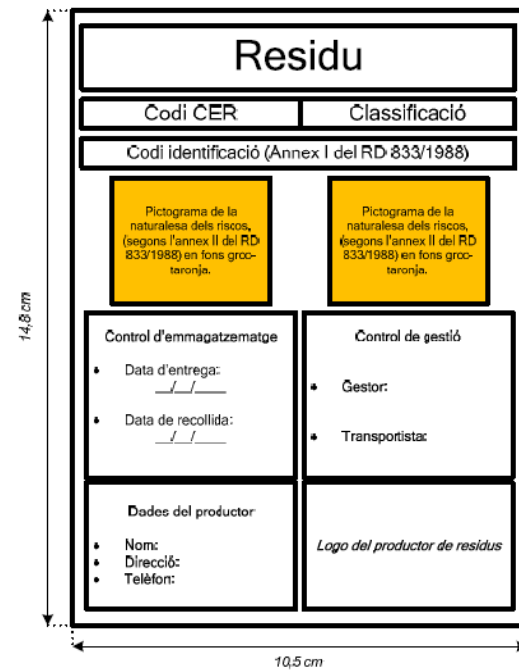 Residu
Codi CER
Classificació
Codi identificació (Annex I del RD 833/1988)
Pictograma de la
naturalesa dels riscos,
(segons l'annex II del RD
833/1988) en fons groc-
taronja.
Pictograma de la
naturalesa dels riscos,
(segons l'annex II del RD
833/1988) en fons groc-
taronja.
14,8 cm
Control d'emmagatzematge
• Data d'entrega:
__/__/____
• Data de recollida:
__/__/____
Control de gestió
• Gestor:
• Transportista:
Dades del productor
• Nom:
• Direcció:
• Telèfon:
Logo del productor de residus
10,5 cm